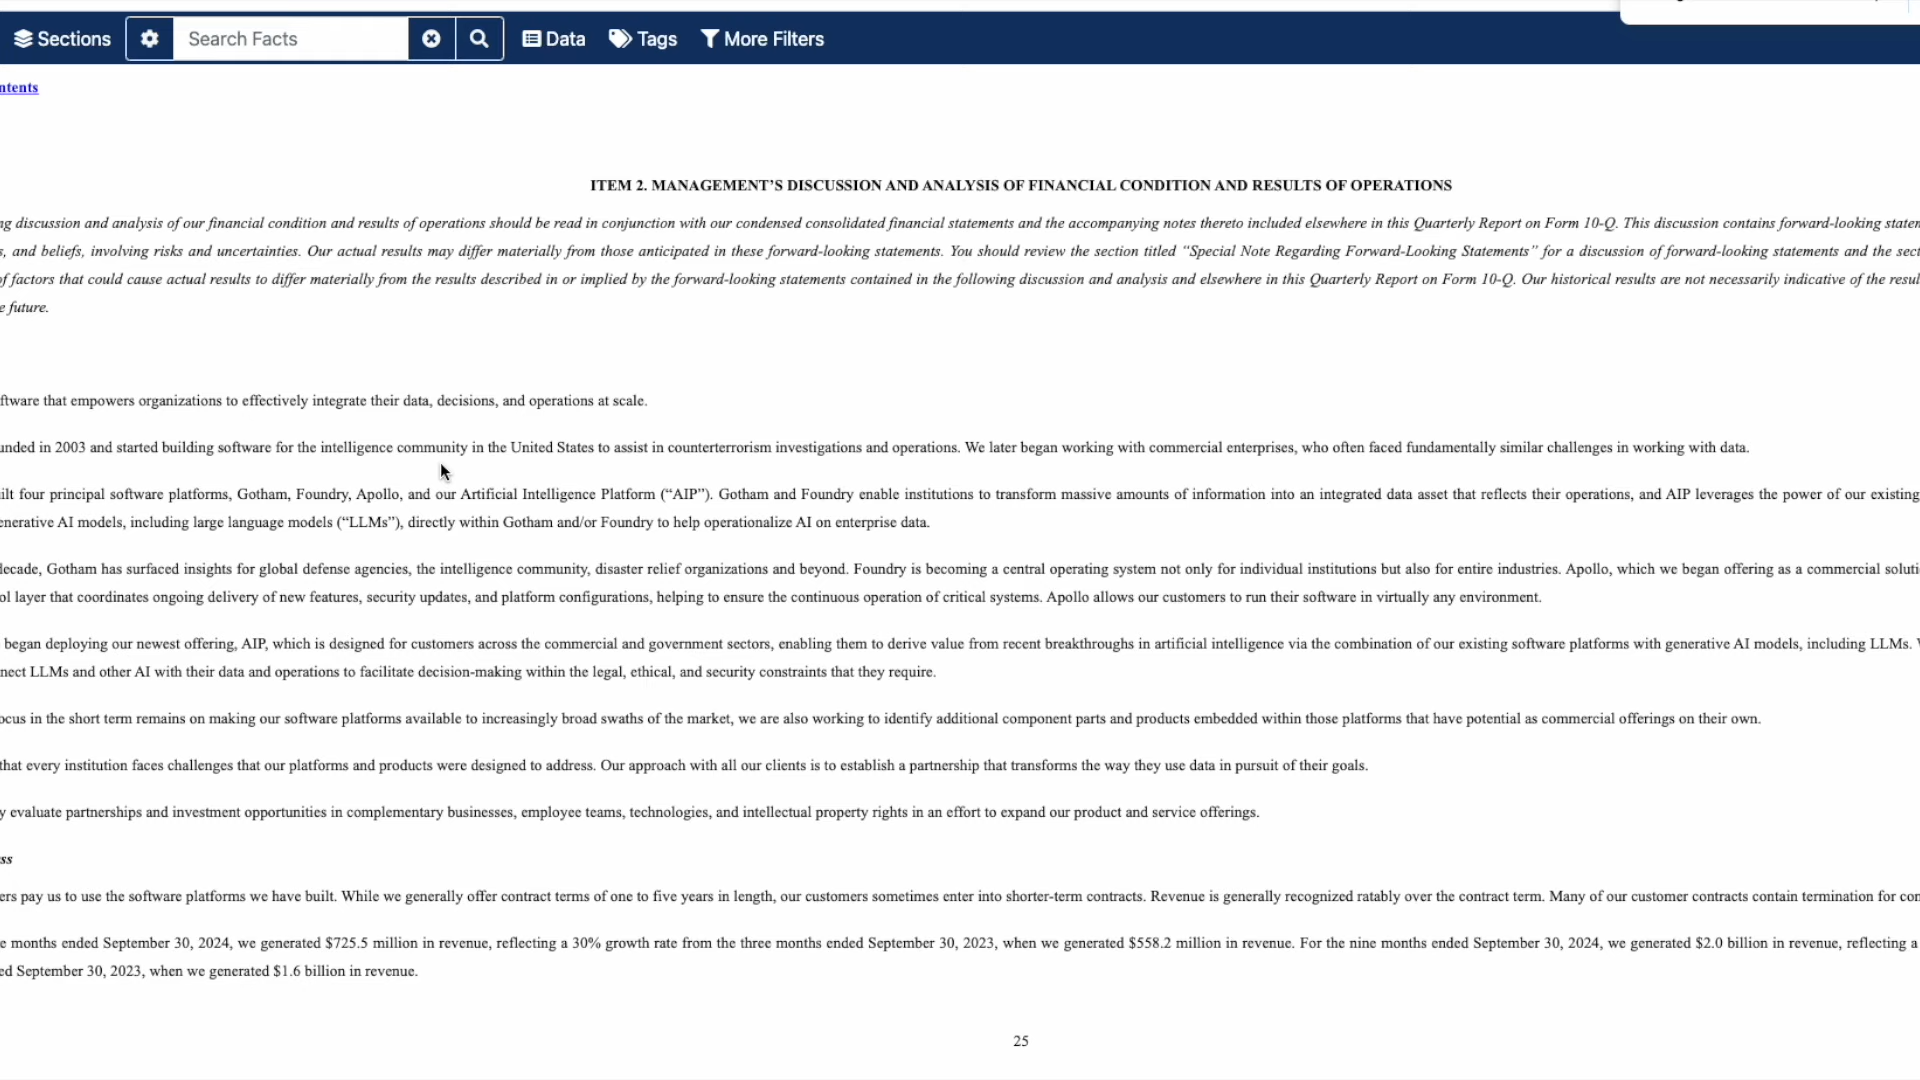 Sections
Search Facts
Data
Tags
More Filters
ntents
ITEM 2. MANAGEMENT’S DISCUSSION AND ANALYSIS OF FINANCIAL CONDITION AND RESULTS OF OPERATIONS
ng discussion and analysis of our financial condition and results of operations should be read in conjunction with our condensed consolidated financial statements and the accompanying notes thereto included elsewhere in this Quarterly Report on Form 10-Q. This discussion contains forward-looking staten
s, and beliefs, involving risks and uncertainties. Our actual results may differ materially from those anticipated in these forward-looking statements. You should review the section titled “Special Note Regarding Forward-Looking Statements” for a discussion of forward-looking statements and the sect
of factors that could cause actual results to differ materially from the results described in or implied by the forward-looking statements contained in the following discussion and analysis and elsewhere in this Quarterly Report on Form 10-Q. Our historical results are not necessarily indicative of the resul
e future.
ftware that empowers organizations to effectively integrate their data, decisions, and operations at scale.
unded in 2003 and started building software for the intelligence community in the United States to assist in counterterrorism investigations and operations. We later began working with commercial enterprises, who often faced fundamentally similar challenges in working with data.
ilt four principal software platforms, Gotham, Foundry, Apollo, and our Artificial Intelligence Platform (“AIP”). Gotham and Foundry enable institutions to transform massive amounts of information into an integrated data asset that reflects their operations, and AIP leverages the power of our existing
enerative AI models, including large language models (“LLMs”), directly within Gotham and/or Foundry to help operationalize AI on enterprise data.
decade, Gotham has surfaced insights for global defense agencies, the intelligence community, disaster relief organizations and beyond. Foundry is becoming a central operating system not only for individual institutions but also for entire industries. Apollo, which we began offering as a commercial soluti
ol layer that coordinates ongoing delivery of new features, security updates, and platform configurations, helping to ensure the continuous operation of critical systems. Apollo allows our customers to run their software in virtually any environment.
began deploying our newest offering, AIP, which is designed for customers across the commercial and government sectors, enabling them to derive value from recent breakthroughs in artificial intelligence via the combination of our existing software platforms with generative AI models, including LLMs.
nect LLMs and other AI with their data and operations to facilitate decision-making within the legal, ethical, and security constraints that they require.
ocus in the short term remains on making our software platforms available to increasingly broad swaths of the market, we are also working to identify additional component parts and products embedded within those platforms that have potential as commercial offerings on their own.
that every institution faces challenges that our platforms and products were designed to address. Our approach with all our clients is to establish a partnership that transforms the way they use data in pursuit of their goals.
y evaluate partnerships and investment opportunities in complementary businesses, employee teams, technologies, and intellectual property rights in an effort to expand our product and service offerings.
ss
ers pay us to use the software platforms we have built. While we generally offer contract terms of one to five years in length, our customers sometimes enter into shorter-term contracts. Revenue is generally recognized ratably over the contract term. Many of our customer contracts contain termination for con
e months ended September 30, 2024, we generated $725.5 million in revenue, reflecting a 30% growth rate from the three months ended September 30, 2023, when we generated $558.2 million in revenue. For the nine months ended September 30, 2024, we generated $2.0 billion in revenue, reflecting a
ed September 30, 2023, when we generated $1.6 billion in revenue.
25